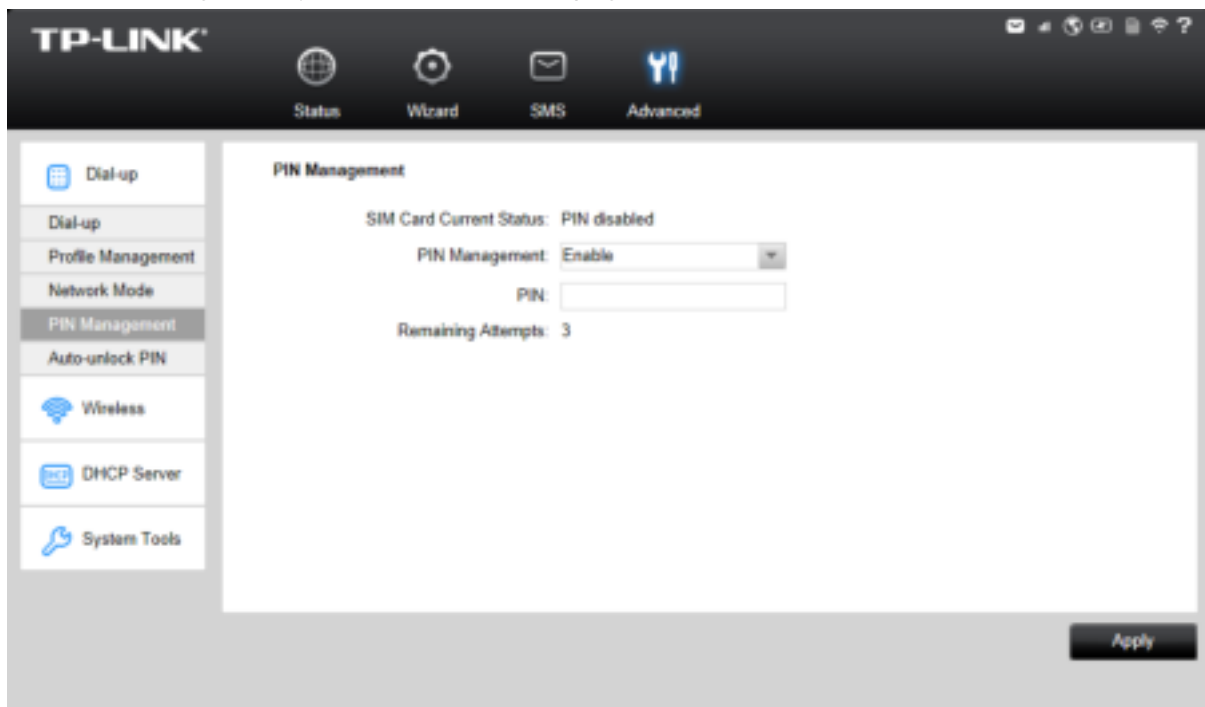 TP-LINK
?
Status Wizard SMS Advanced
Dial-up
Dial-up
Profile Management
Network Mode
PIN Management
Auto-unlock PIN
Wireless
DHCP Server
System Tools
PIN Management
SIM Card Current Status: PIN disabled
PIN Management: Enable
PIN:
Remaining Attempts: 3
Apply